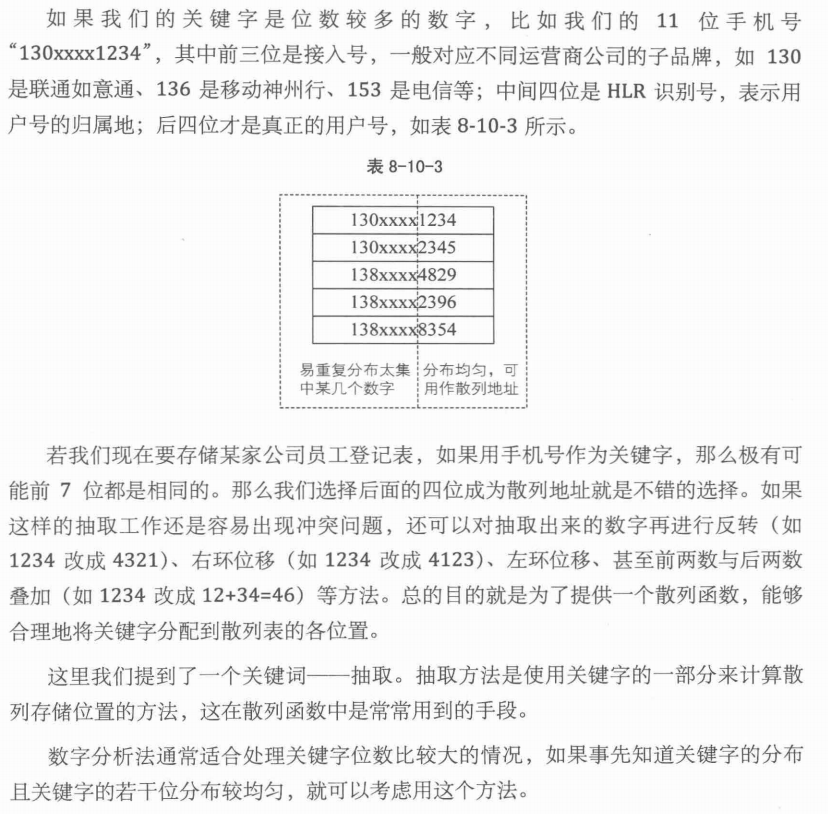 如果我们的关键字是位数较多的数字，比如我们的 11 位手机号
“130xxxx1234”，其中前三位是接入号，一般对应不同运营商公司的子品牌，如 130
是联通如意通、136 是移动神州行、153 是电信等；中间四位是 HLR 识别号，表示用
户号的归属地；后四位才是真正的用户号，如表 8-10-3 所示。
表 8-10-3
130xxxx1234
130xxxx2345
138xxxx4829
138xxxx2396
138xxxx8354
易重复分布太集
中某几个数字
分布均匀，可
用作散列地址
若我们现在要存储某家公司员工登记表，如果用手机号作为关键字，那么极有可
能前 7 位都是相同的。那么我们选择后面的四位成为散列地址就是不错的选择。如果
这样的抽取工作还是容易出现冲突问题，还可以对抽取出来的数字再进行反转（如
1234 改成 4321）、右环位移（如 1234 改成 4123）、左环位移、甚至前两数与后两数
叠加（如 1234 改成 12+34=46）等方法。总的目的就是为了提供一个散列函数，能够
合理地将关键字分配到散列表的各位置。
这里我们提到了一个关键词——抽取。抽取方法是使用关键字的一部分来计算散
列存储位置的方法，这在散列函数中是常常用到的手段。
数字分析法通常适合处理关键字位数比较大的情况，如果事先知道关键字的分布
且关键字的若干位分布较均匀，就可以考虑用这个方法。